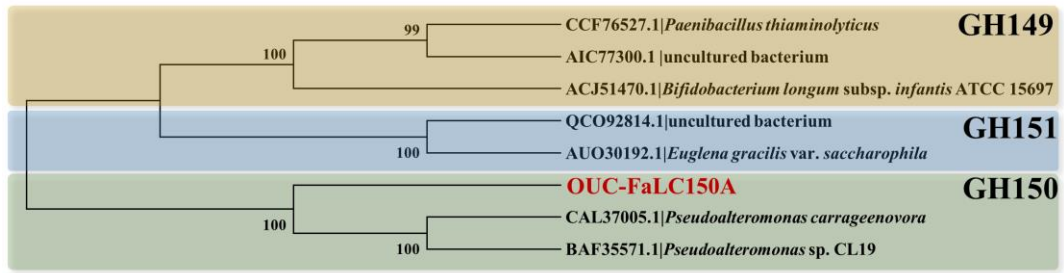 CCF76527.1|Paenibacillus thiaminolyticus
GH149
99
AIC77300.1 |uncultured bacterium
100
ACJ51470.1|Bifidobacterium longum subsp. infantis ATCC 15697
QCO92814.1|uncultured bacterium
GH151
100
AUO30192.1|Euglena gracilis var. saccharophila
OUC-FaLC150A
GH150
100
CAL37005.1|Pseudoalteromonas carrageenovora
100
BAF35571.1|Pseudoalteromonas sp. CL19